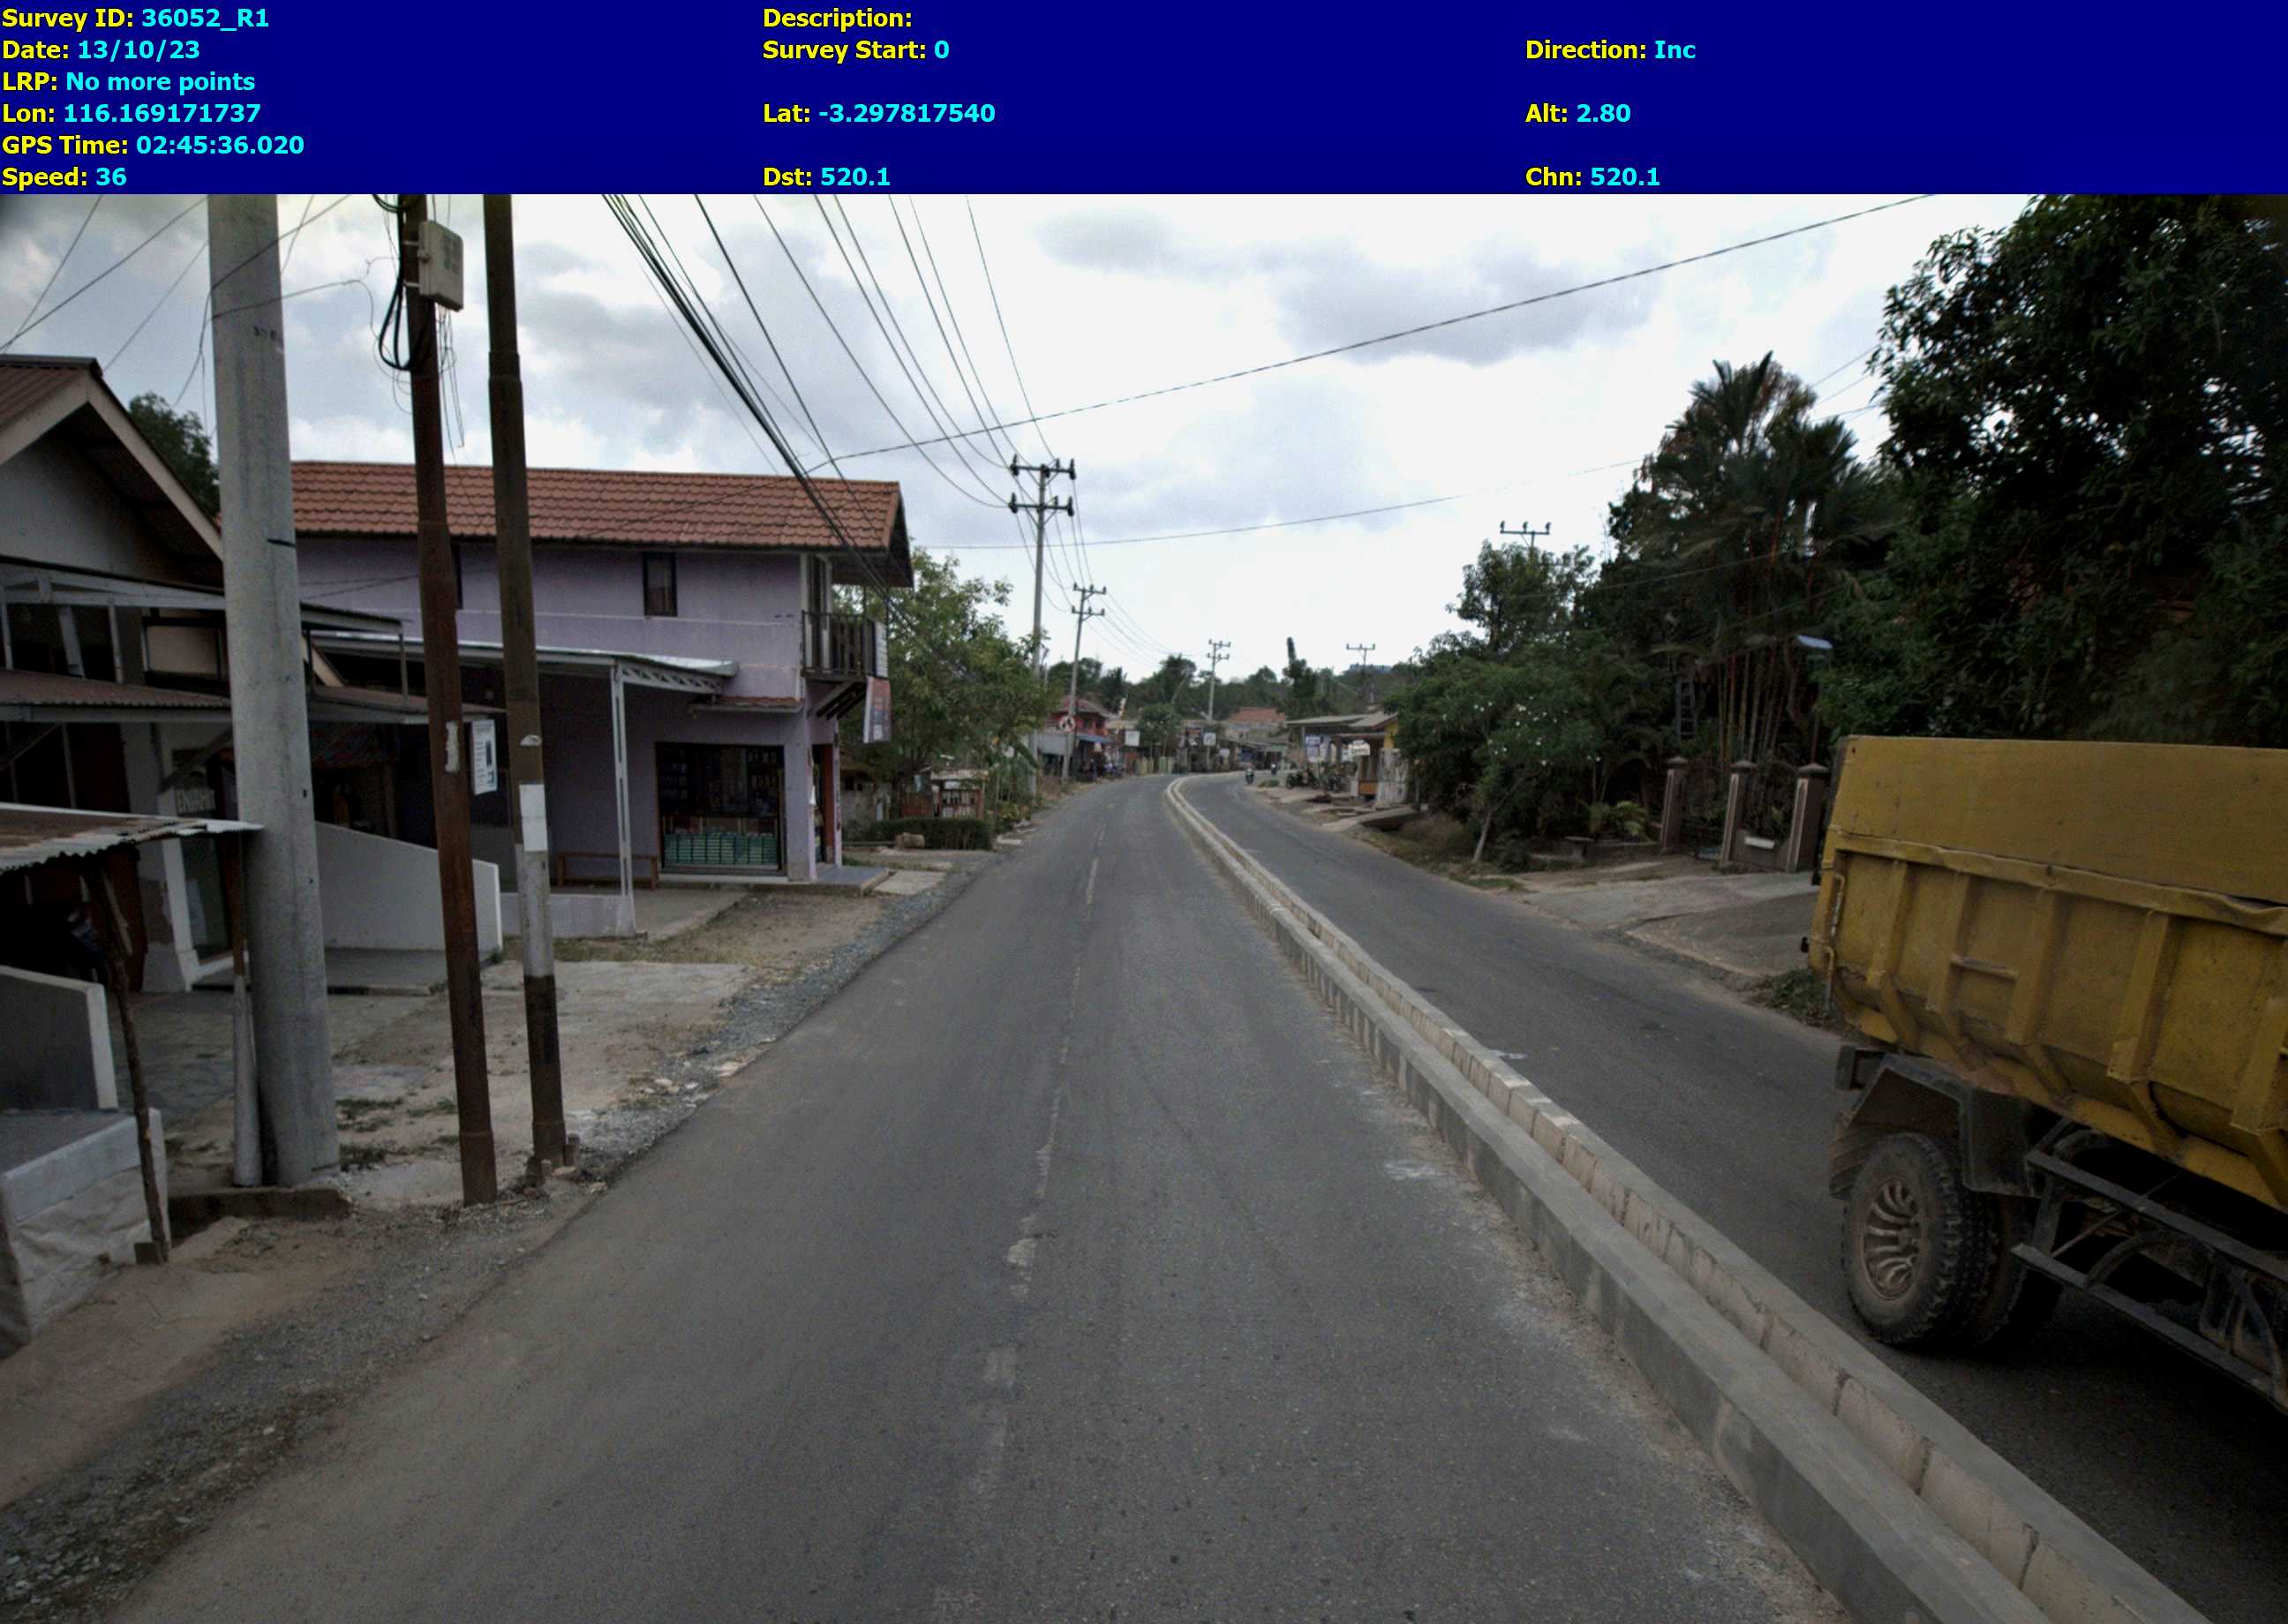 Survey ID: 36052_R1
Description:
Date: 13/10/23
Survey Start: 0
Direction: Inc
LRP: No more points
Lon: 116.169171737
Lat: -3.297817540
Alt: 2.80
GPS Time: 02:45:36.020
Speed: 36
Dst: 520.1
Chn: 520.1